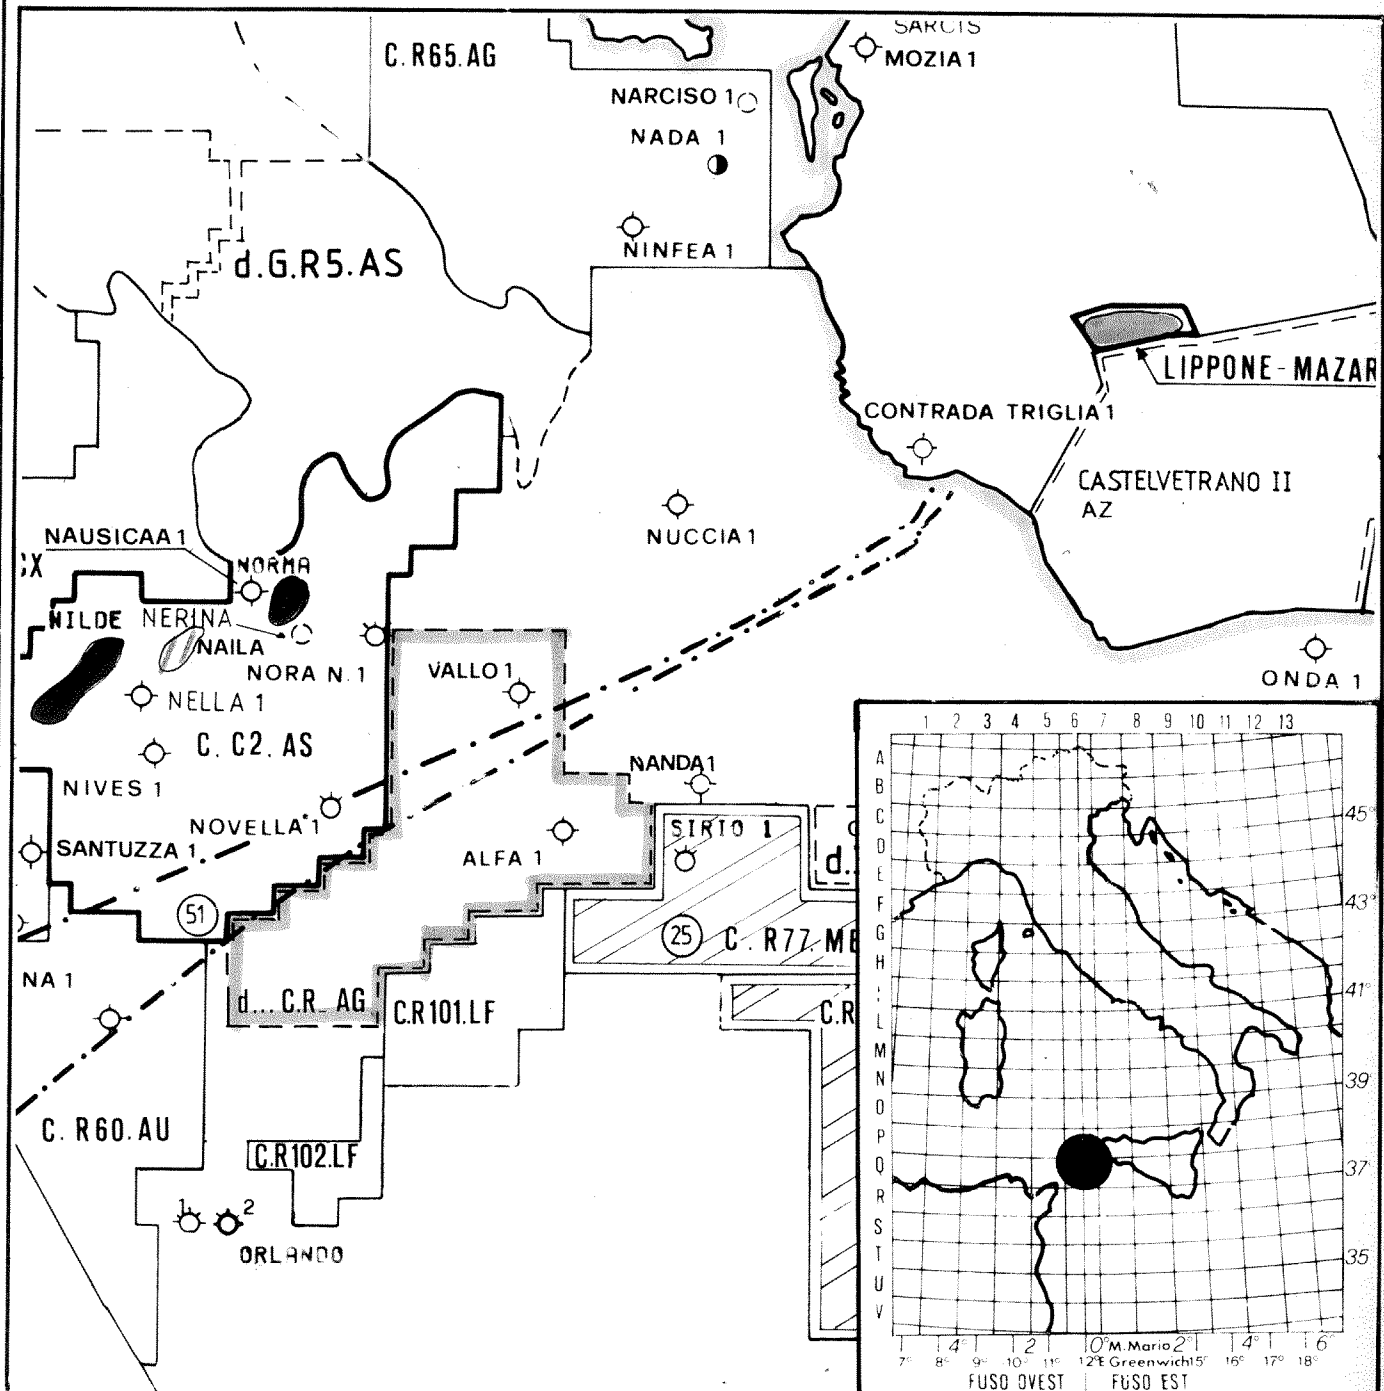 SARCIS
C.R65.AG
MOZIA 1
NARCISO 1
NADA 1
NINFEA 1
d.G.R5.AS
LIPPONE-MAZAR
CONTRADA TRIGLIA 1
CASTELVETRANO II
AZ
NAUSICAA 1
NUCCIA 1
NORMA
NILDE
NERINA
NAILA
NORA N.1
VALLO 1
ONDA 1
NELLA 1
C. C2. AS
NANDA 1
NIVES 1
NOVELLA 1
SIRIO 1
SANTUZZA 1
ALFA 1
d..
51
25
C. R77. ME
NA 1
d... C.R_ AG
C.R101.LF
C.R
C. R60. AU
C.R102.LF
1
2
ORLANDO
1 2 3 4 5 6 7 8 9 10 11 12 13
A
B
C
D
E
F
G
H
I
L
M
N
O
P
Q
R
S
T
U
V
45°
43°
41°
39°
37°
35°
4° 2° 0° M.Mario 2° 4° 6°
7° 8° 9° 10° 11° 12°E Greenwich 15° 16° 17° 18°
FUSO OVEST FUSO EST